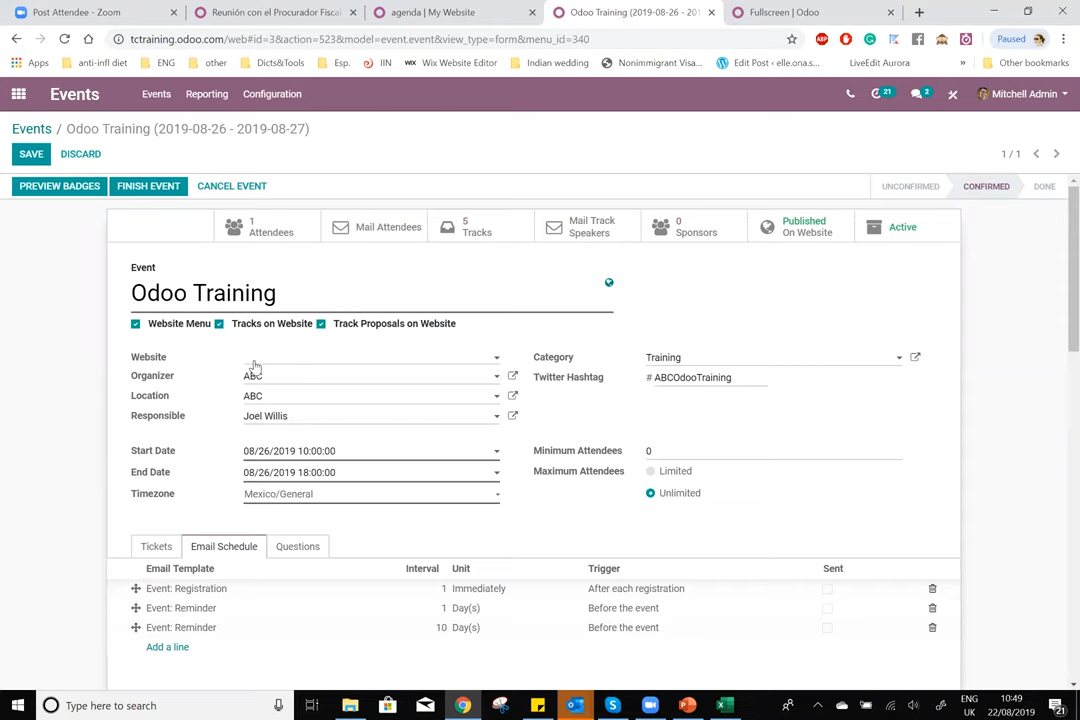 Post Attendee - Zoom
Reunión con el Procurador Fiscal
agenda | My Website
Odoo Training (2019-08-26 - 201
Fullscreen | Odoo
tctraining.odoo.com/web#id=3&action=523&model=event.event&view_type=form&menu_id=340
Paused
Apps
anti-infl diet
ENG
other
Dicts&Tools
Esp.
IIN
Wix Website Editor
Indian wedding
Nonimmigrant Visa...
Edit Post ‹ elle.ona.s...
LiveEdit Aurora
»
Other bookmarks
Events
Events
Reporting
Configuration
21
2
Mitchell Admin
Events / Odoo Training (2019-08-26 - 2019-08-27)
SAVE
DISCARD
1 / 1
PREVIEW BADGES
FINISH EVENT
CANCEL EVENT
UNCONFIRMED
CONFIRMED
DONE
1
Attendees
Mail Attendees
5
Tracks
Mail Track
Speakers
0
Sponsors
Published
On Website
Active
Event
Odoo Training
Website Menu
Tracks on Website
Track Proposals on Website
Website
Organizer
ABC
Location
ABC
Responsible
Joel Willis
Category
Training
Twitter Hashtag
# ABCOdooTraining
Start Date
08/26/2019 10:00:00
End Date
08/26/2019 18:00:00
Timezone
Mexico/General
Minimum Attendees
0
Maximum Attendees
Limited
Unlimited
Tickets
Email Schedule
Questions
Email Template
Interval
Unit
Trigger
Sent
Event: Registration
1
Immediately
After each registration
Event: Reminder
1
Day(s)
Before the event
Event: Reminder
10
Day(s)
Before the event
Add a line
Type here to search
ENG
UK
10:49
22/08/2019
21